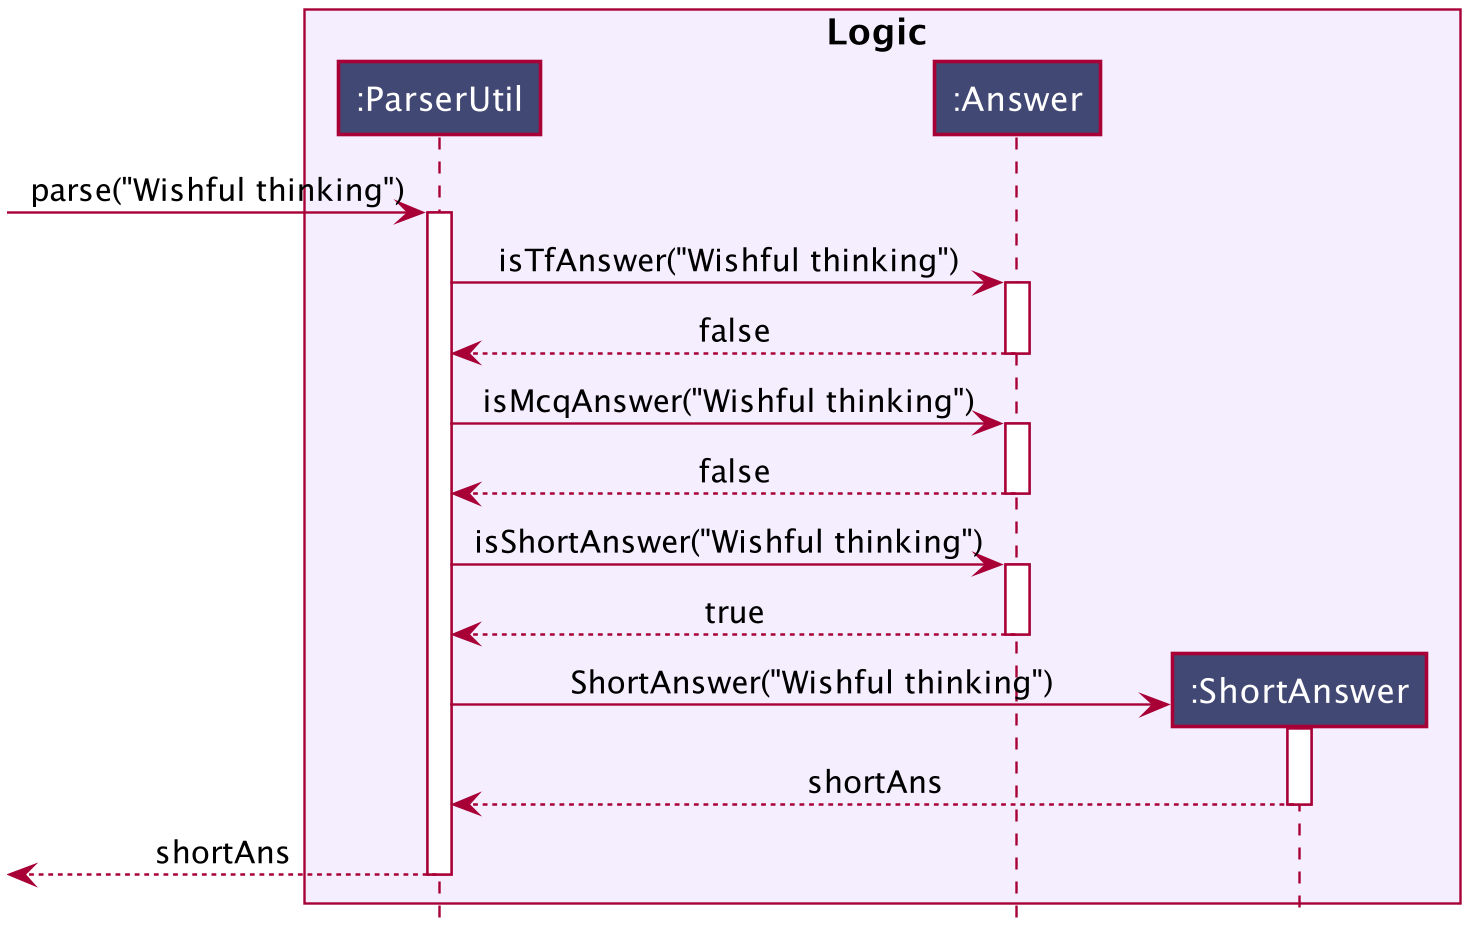 Logic
:ParserUtil
:Answer
parse("Wishful thinking")
isTfAnswer("Wishful thinking")
false
isMcqAnswer("Wishful thinking")
false
isShortAnswer("Wishful thinking")
true
ShortAnswer("Wishful thinking")
:ShortAnswer
shortAns
shortAns